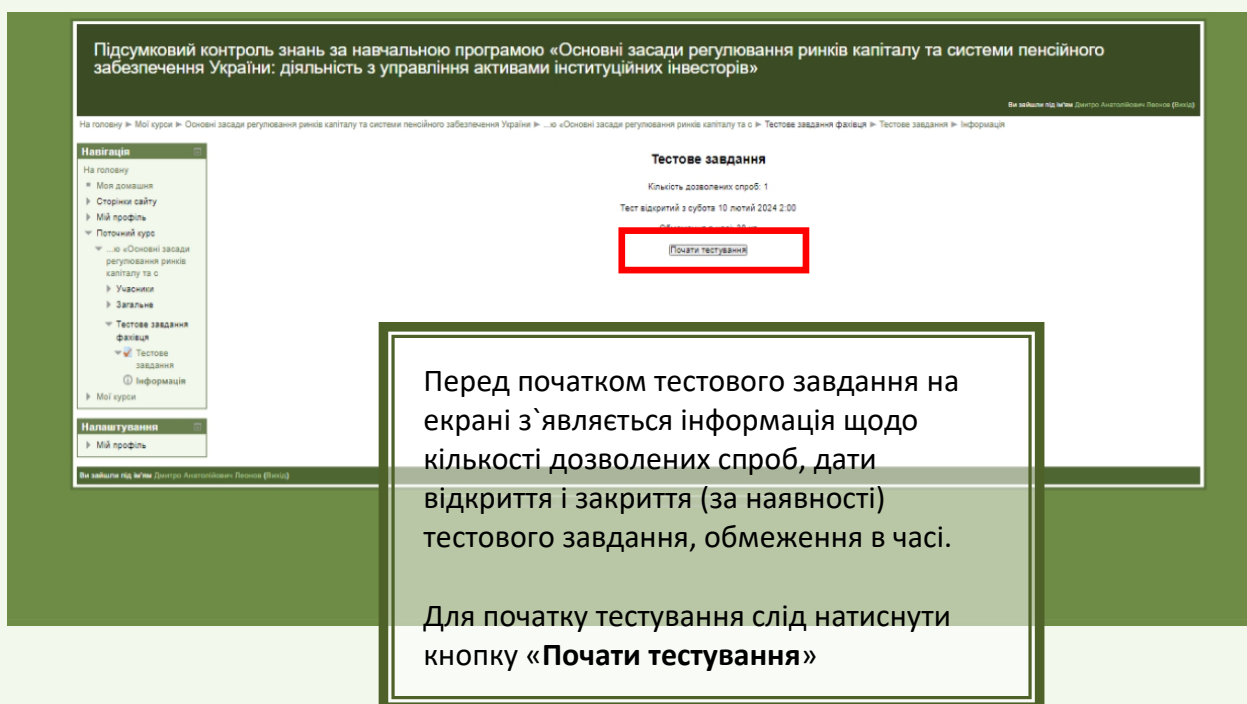 Підсумковий контроль знань за навчальною програмою «Основні засади регулювання ринків капіталу та системи пенсійного
забезпечення України: діяльність з управління активами інституційних інвесторів»
Ви зайшли під ім'ям Дмитро Анатолійович Леонов (Вихід)
На головну ► Мої курси ► Основні засади регулювання ринків капіталу та системи пенсійного забезпечення України ► ...ю «Основні засади регулювання ринків капіталу та с ► Тестове завдання фахівця ► Тестове завдання ► Інформація
Навігація
На головну
Моя домашня
Сторінки сайту
Мій профіль
Поточний курс
...ю «Основні засади
регулювання ринків
капіталу та с
Учасники
Загальне
Тестове завдання
фахівця
Тестове
завдання
Інформація
Мої курси
Налаштування
Мій профіль
Тестове завдання
Кількість дозволених спроб: 1
Тест відкритий з субота 10 лютий 2024 2:00
Почати тестування
Ви зайшли під ім'ям Дмитро Анатолійович Леонов (Вихід)
Перед початком тестового завдання на
екрані з`являється інформація щодо
кількості дозволених спроб, дати
відкриття і закриття (за наявності)
тестового завдання, обмеження в часі.
Для початку тестування слід натиснути
кнопку «Почати тестування»